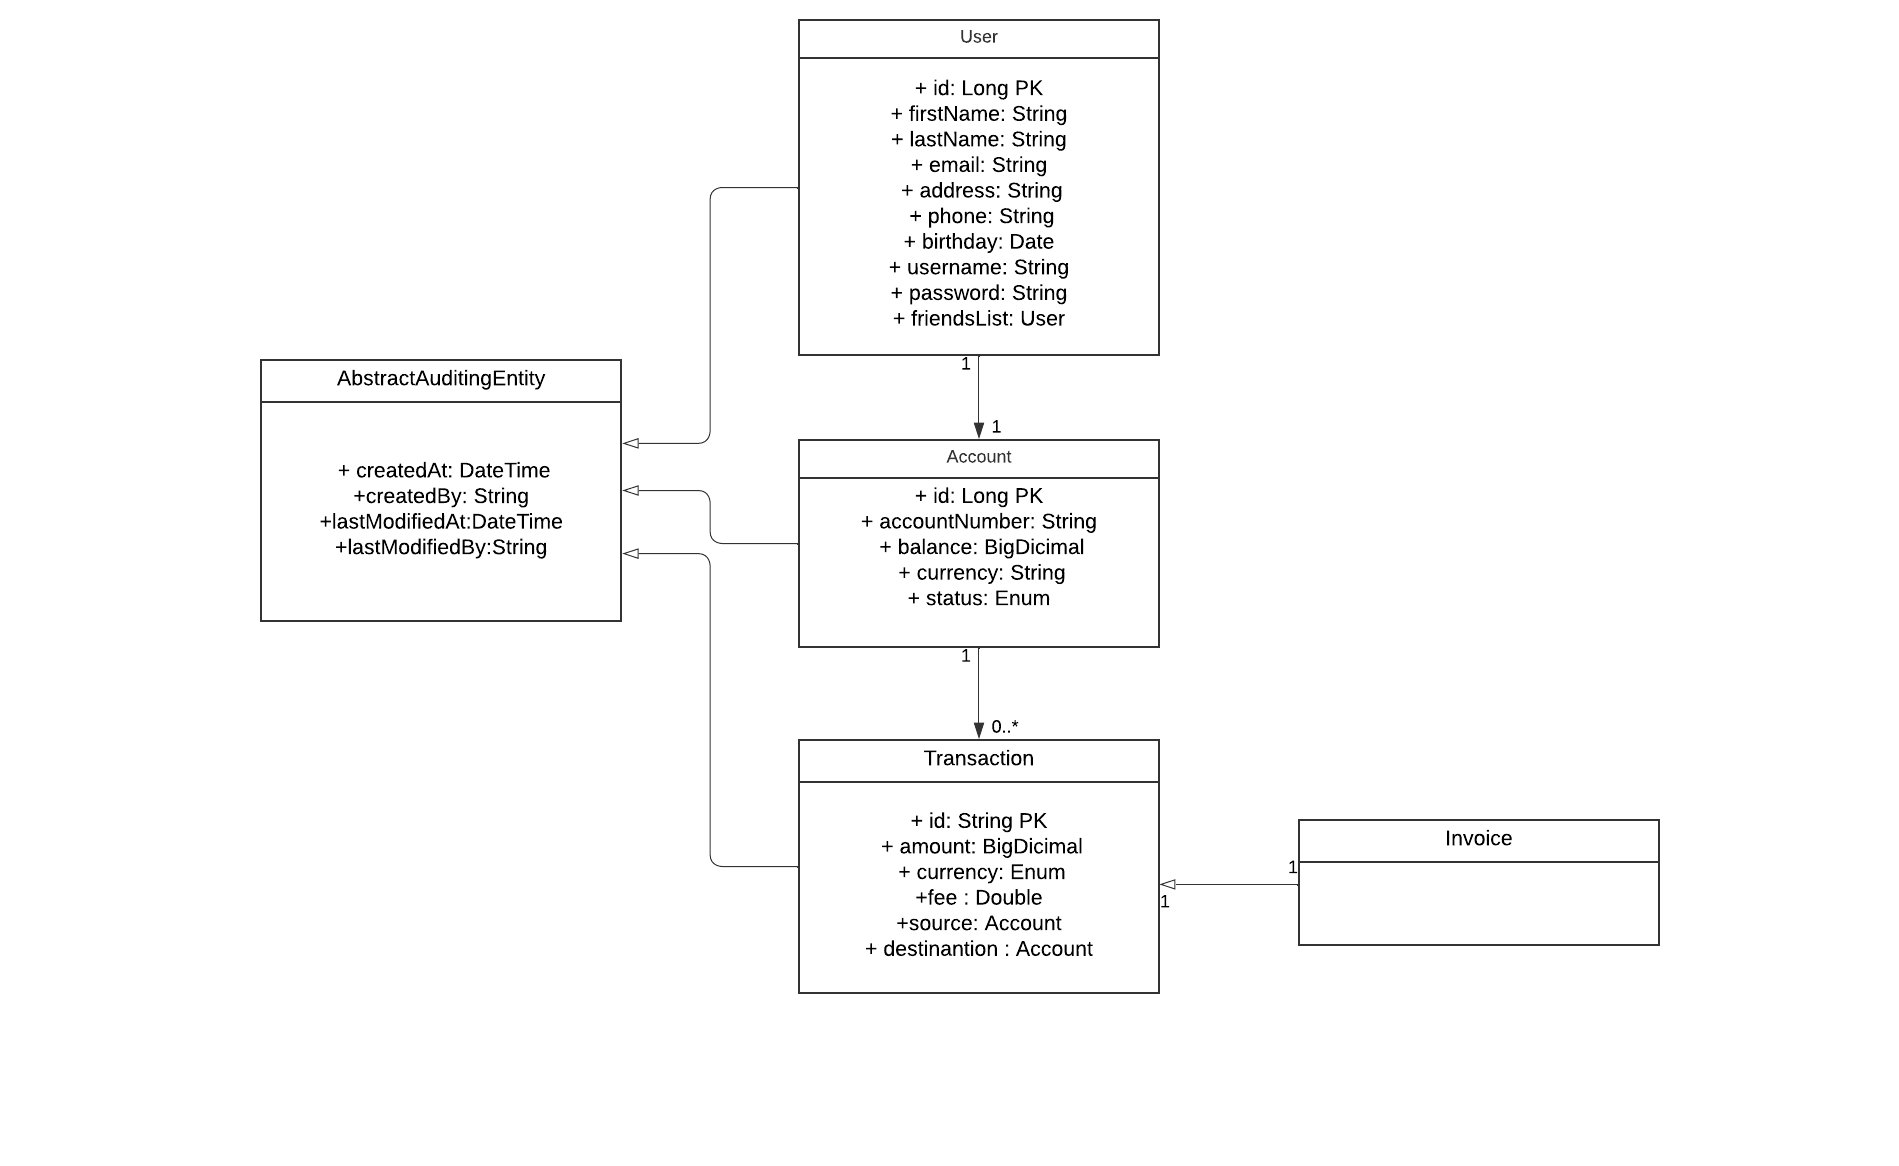 User
+ id: Long PK
+ firstName: String
+ lastName: String
+ email: String
+ address: String
+ phone: String
+ birthday: Date
+ username: String
+ password: String
+ friendsList: User
1
1
AbstractAuditingEntity
+ createdAt: DateTime
+createdBy: String
+lastModifiedAt:DateTime
+lastModifiedBy:String
Account
+ id: Long PK
+ accountNumber: String
+ balance: BigDicimal
+ currency: String
+ status: Enum
1
0..*
Transaction
+ id: String PK
+ amount: BigDicimal
+ currency: Enum
+fee : Double
+source: Account
+ destinantion : Account
1
1
Invoice